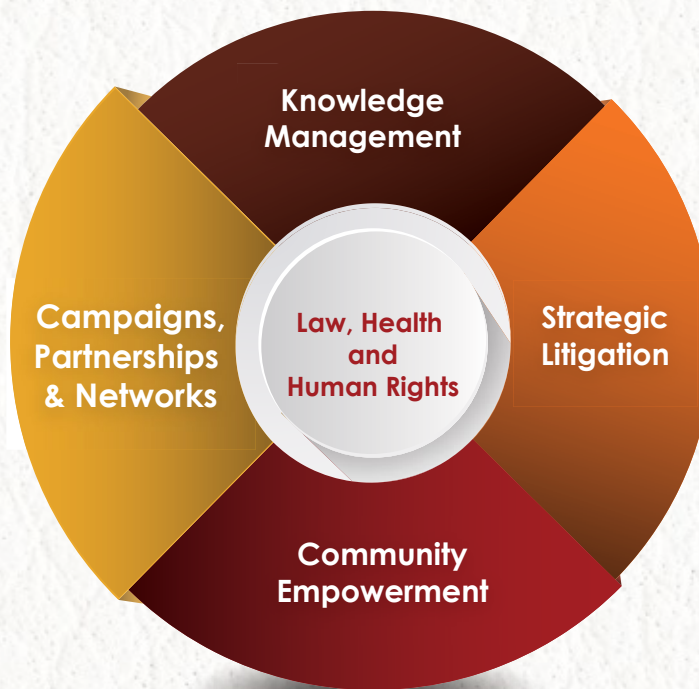 Knowledge
Management
Campaigns,
Partnerships
& Networks
Law, Health
and
Human Rights
Strategic
Litigation
Community
Empowerment